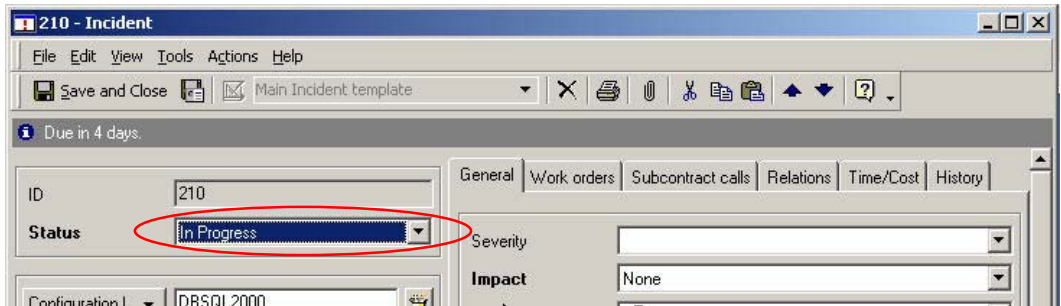 210 - Incident
File Edit View Tools Actions Help
Save and Close Main Incident template
Due in 4 days.
General Work orders Subcontract calls Relations Time/Cost History
ID 210
Status In Progress
Severity
Impact None
DBSQL2000